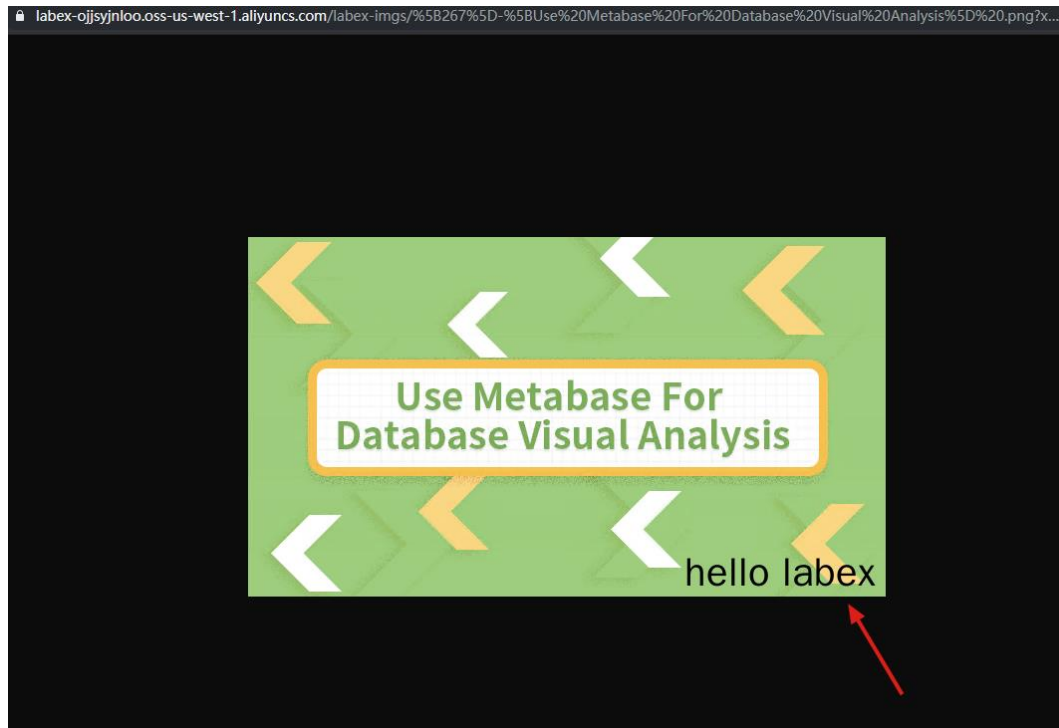 labex-ojjsyjnloo.oss-us-west-1.aliyuncs.com/labex-imgs/%5B267%5D-%5BUse%20Metabase%20For%20Database%20Visual%20Analysis%5D%20.png?x...
Use Metabase For
Database Visual Analysis
hello labex